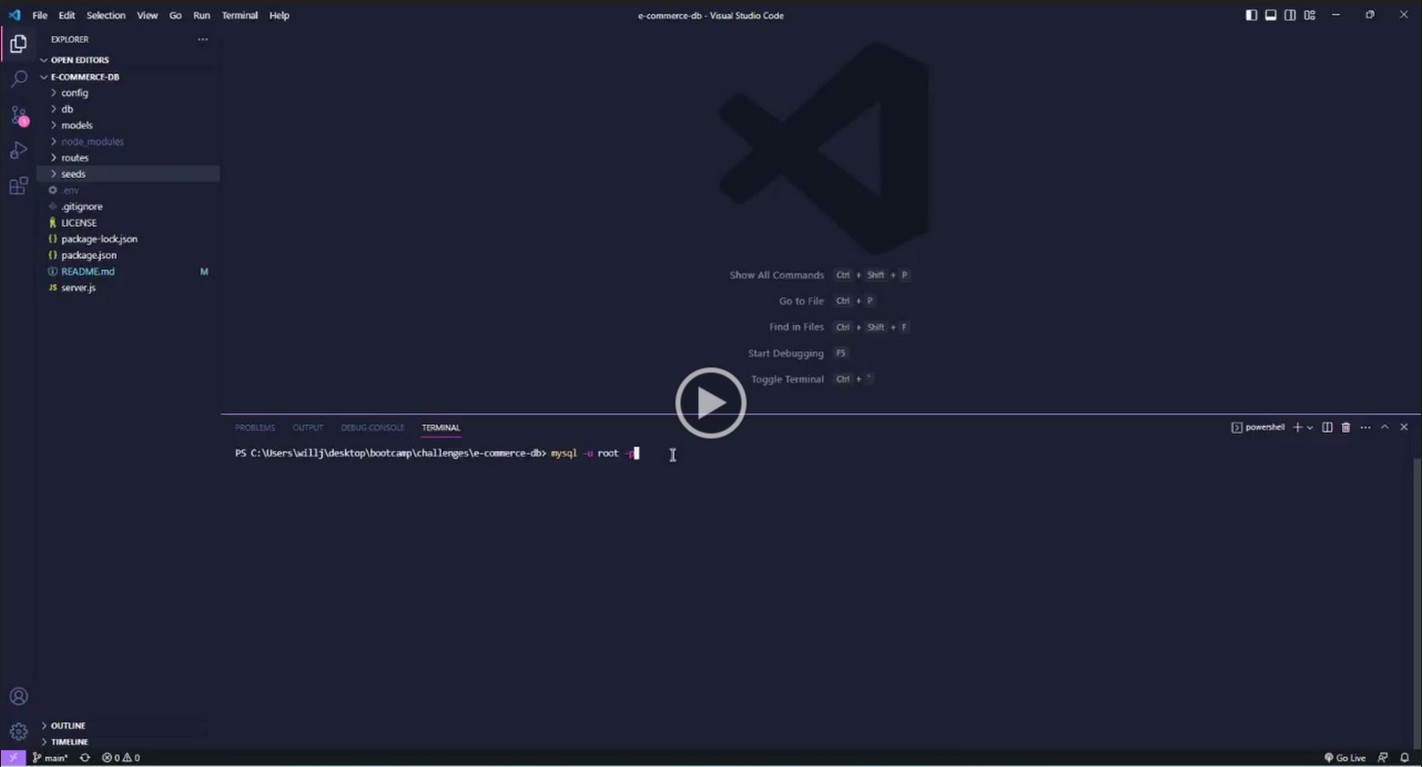 File Edit Selection View Go Run Terminal Help
e-commerce-db - Visual Studio Code
EXPLORER
OPEN EDITORS
E-COMMERCE-DB
config
db
models
node_modules
routes
seeds
.env
.gitignore
LICENSE
package-lock.json
package.json
README.md M
JS server.js
OUTLINE
TIMELINE
Show All Commands Ctrl + Shift + P
Go to File Ctrl + P
Find in Files Ctrl + Shift + F
Start Debugging F5
Toggle Terminal Ctrl + `
PROBLEMS OUTPUT DEBUG CONSOLE TERMINAL
powershell
PS C:\Users\willj\desktop\bootcamp\challenges\e-commerce-db> mysql -u root -p
main* 0 0
Go Live